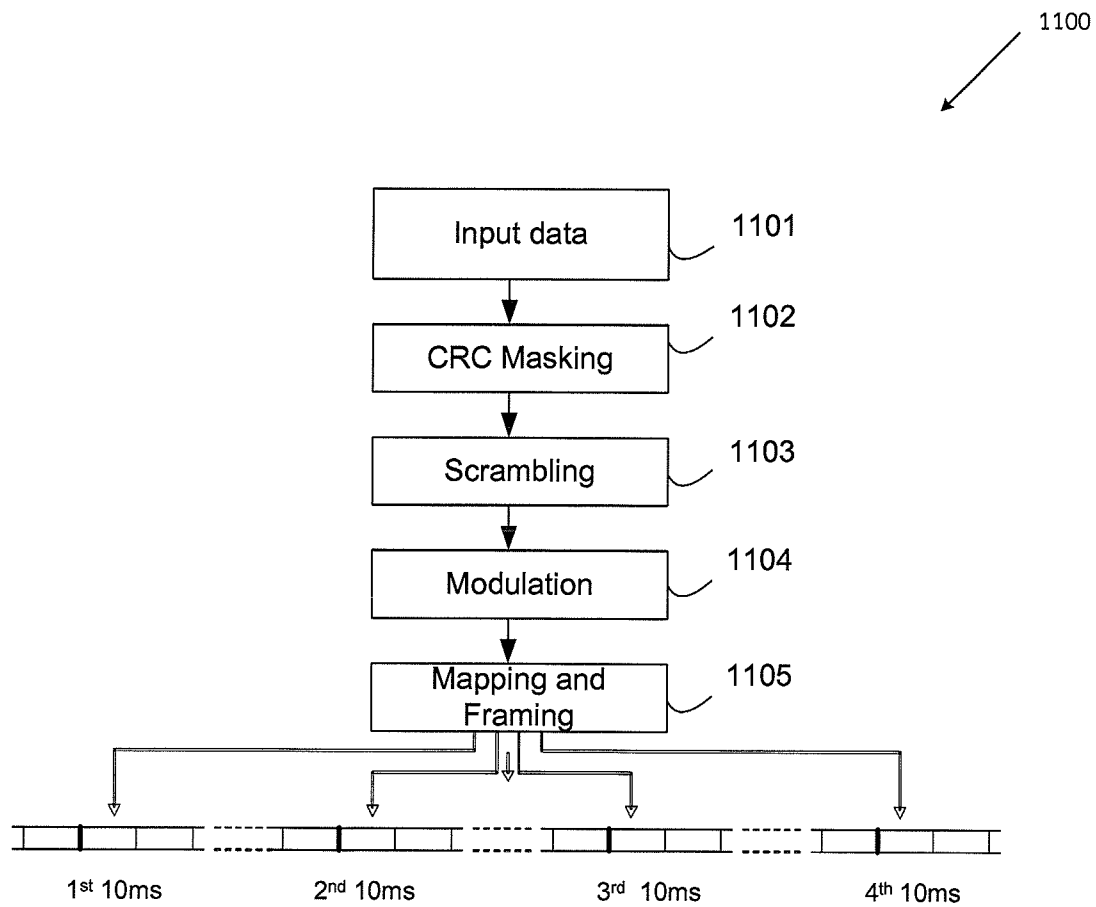 1100
Input data
1101
CRC Masking
1102
Scrambling
1103
Modulation
1104
Mapping and
Framing
1105
1st 10ms
2nd 10ms
3rd 10ms
4th 10ms